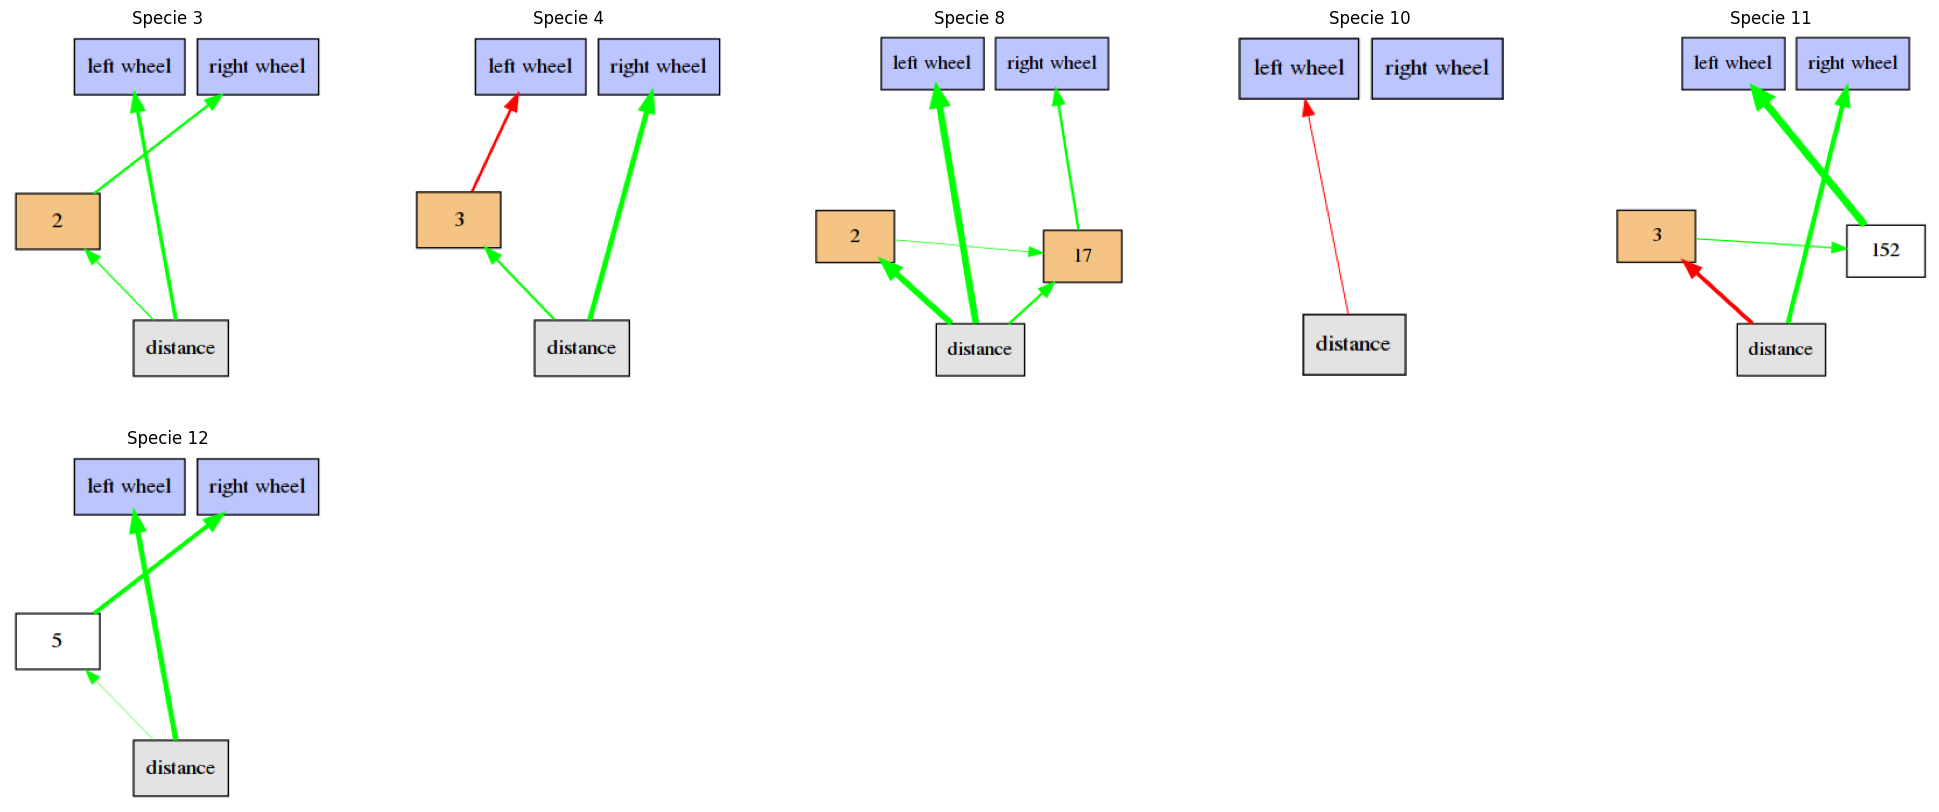 Specie 3
left wheel right wheel
2
distance
Specie 4
left wheel right wheel
3
distance
Specie 8
left wheel right wheel
2
17
distance
Specie 10
left wheel right wheel
distance
Specie 11
left wheel right wheel
3
152
distance
Specie 12
left wheel right wheel
5
distance